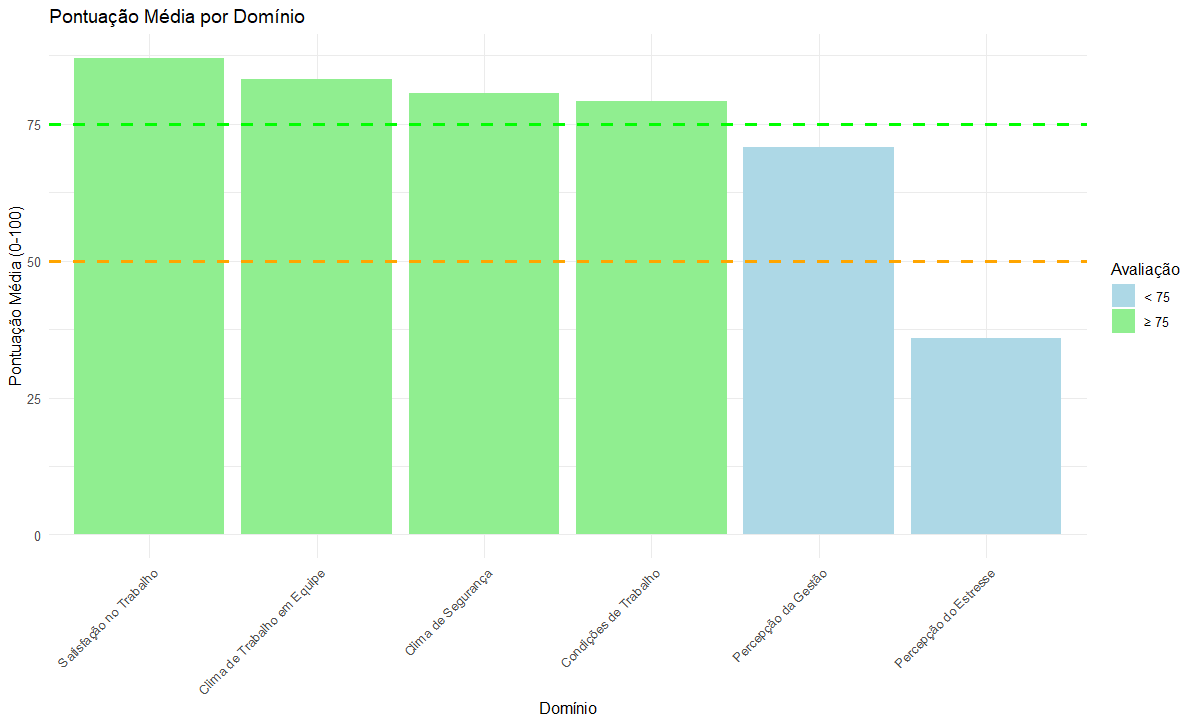 Pontuação Média por Domínio
Pontuação Média (0-100)
75
50
25
0
Satisfação no Trabalho
Clima de Trabalho em Equipe
Clima de Segurança
Condições de Trabalho
Percepção da Gestão
Percepção do Estresse
Domínio
Avaliação
< 75
≥ 75